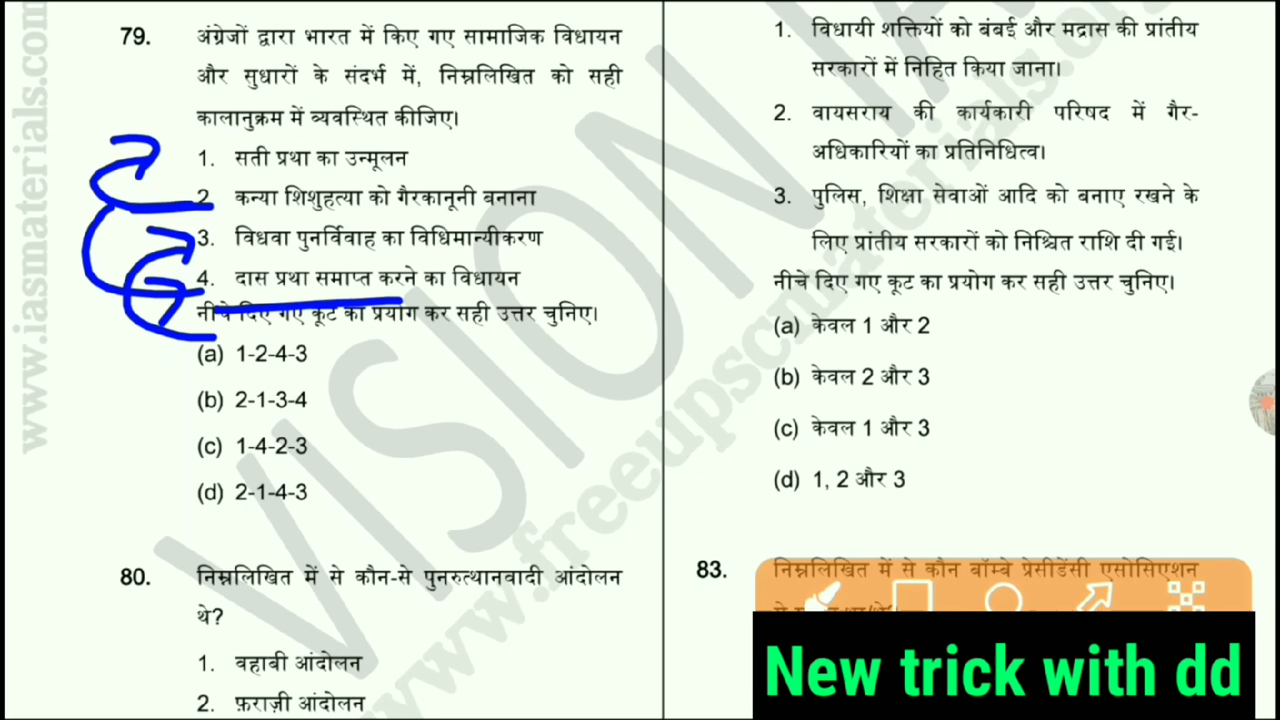 79. अंग्रेजों द्वारा भारत में किए गए सामाजिक विधायन
और सुधारों के संदर्भ में, निम्नलिखित को सही
कालानुक्रम में व्यवस्थित कीजिए।
1. सती प्रथा का उन्मूलन
2. कन्या शिशुहत्या को गैरकानूनी बनाना
3. विधवा पुनर्विवाह का विधिमान्यीकरण
4. दास प्रथा समाप्त करने का विधायन
नीचे दिए गए कूट का प्रयोग कर सही उत्तर चुनिए।
(a) 1-2-4-3
(b) 2-1-3-4
(c) 1-4-2-3
(d) 2-1-4-3
80. निम्नलिखित में से कौन-से पुनरुत्थानवादी आंदोलन
थे?
1. वहाबी आंदोलन
2. फ़राज़ी आंदोलन
1. विधायी शक्तियों को बंबई और मद्रास की प्रांतीय
सरकारों में निहित किया जाना।
2. वायसराय की कार्यकारी परिषद में गैर-
अधिकारियों का प्रतिनिधित्व।
3. पुलिस, शिक्षा सेवाओं आदि को बनाए रखने के
लिए प्रांतीय सरकारों को निश्चित राशि दी गई।
नीचे दिए गए कूट का प्रयोग कर सही उत्तर चुनिए।
(a) केवल 1 और 2
(b) केवल 2 और 3
(c) केवल 1 और 3
(d) 1, 2 और 3
83. निम्नलिखित में से कौन बॉम्बे प्रेसीडेंसी एसोसिएशन
New trick with dd
www.iasmaterials.com
VISION IA
www.freeupscmaterials.org